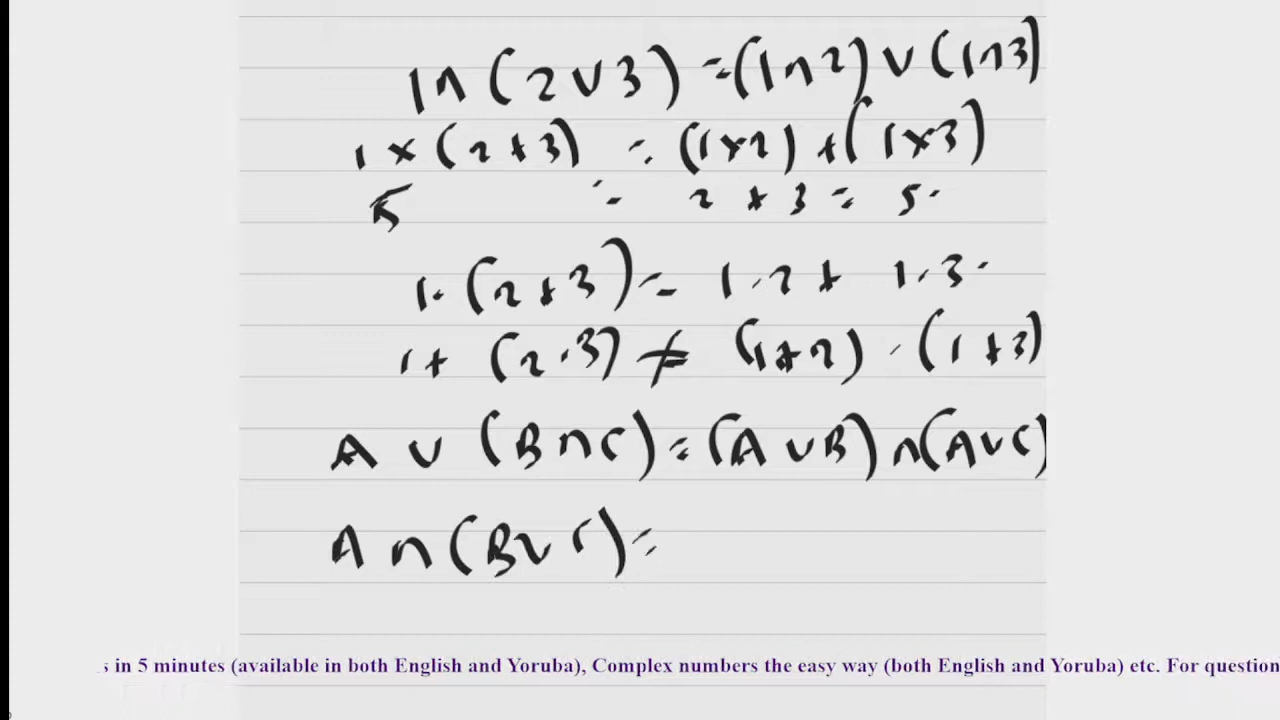 1∩(2∪3) = (1∩2) ∪ (1∩3)
1 × (2+3) = (1×2) + (1×3)
5 = 2 + 3 = 5.
1.(2+3) = 1.2 + 1.3.
1+ (2.3) ≠ (1+2) . (1+3)
A ∪ (B∩C) = (A∪B) ∩(A∪C)
A ∩ (B∪C) =
s in 5 minutes (available in both English and Yoruba), Complex numbers the easy way (both English and Yoruba) etc. For question